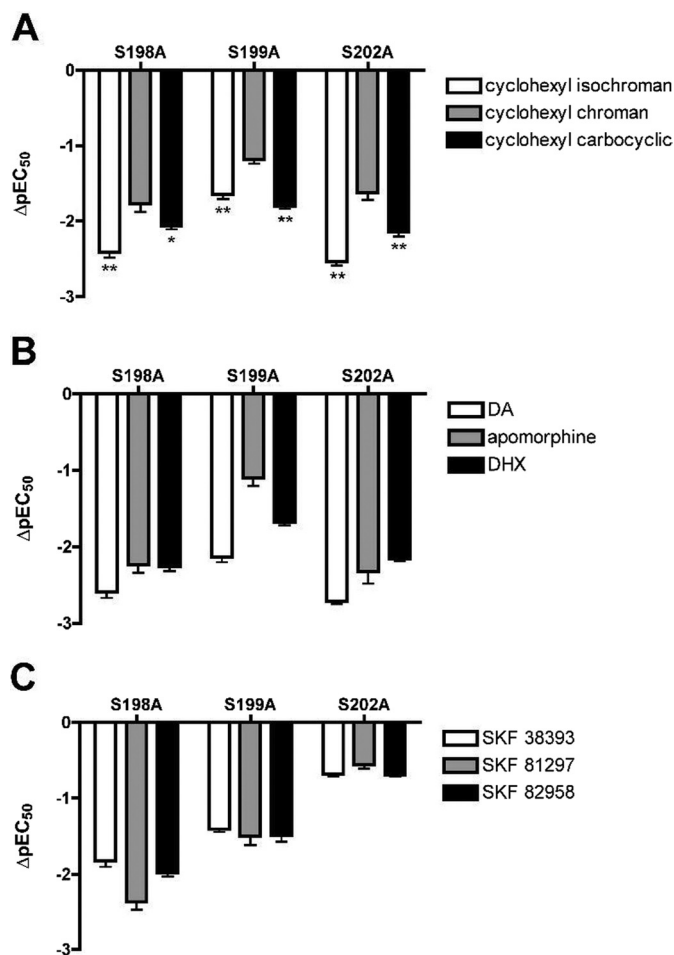 A
S198A S199A S202A
0
-1
-2
-3
ΔpEC50
** * ** ** ** **
cyclohexyl isochroman
cyclohexyl chroman
cyclohexyl carbocyclic
B
S198A S199A S202A
0
-1
-2
-3
ΔpEC50
DA
apomorphine
DHX
C
S198A S199A S202A
0
-1
-2
-3
ΔpEC50
SKF 38393
SKF 81297
SKF 82958